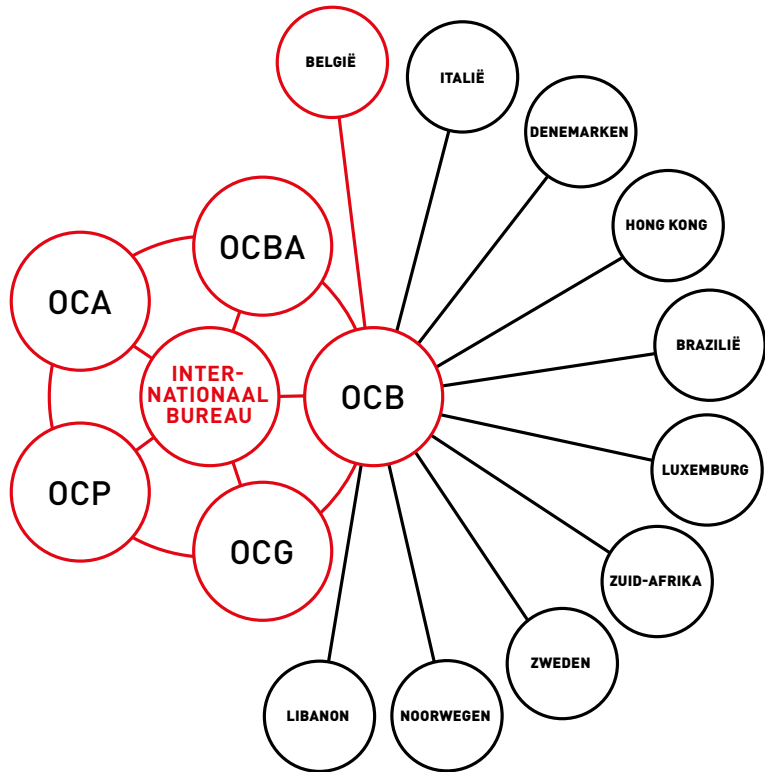 BELGIË
ITALIË
DENEMARKEN
HONG KONG
BRAZILIË
LUXEMBURG
ZUID-AFRIKA
ZWEDEN
NOORWEGEN
LIBANON
OCBA
OCA
INTER-
NATIONAAL
BUREAU
OCB
OCP
OCG